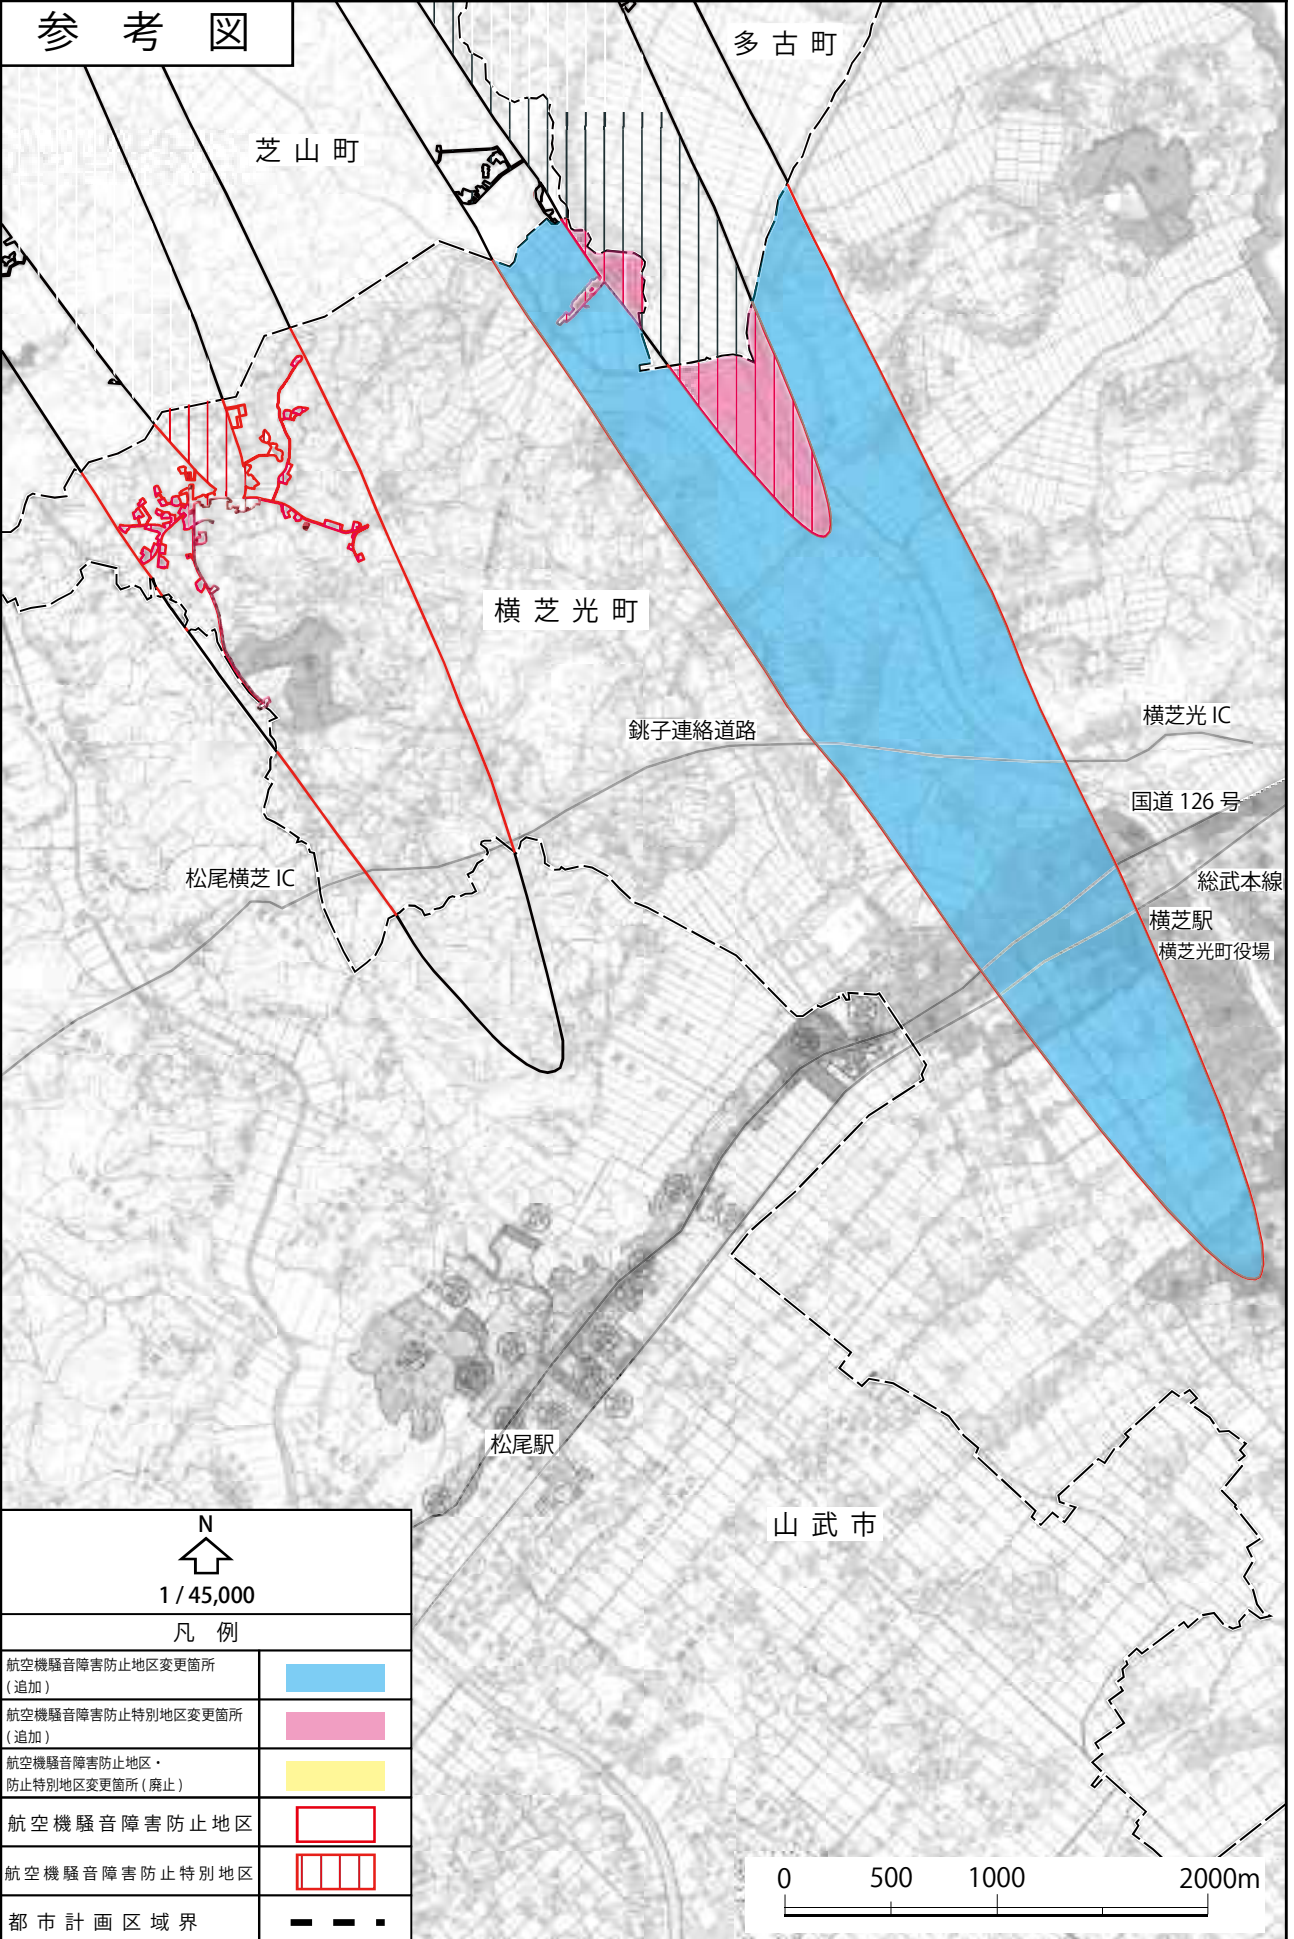 参考図
多古町
芝山町
横芝光町
銚子連絡道路
横芝光 IC
国道 126 号
松尾横芝 IC
総武本線
横芝駅
横芝光町役場
松尾駅
山武市
N
1 / 45,000
凡例
航空機騒音障害防止地区変更箇所
( 追加 )
航空機騒音障害防止特別地区変更箇所
( 追加 )
航空機騒音障害防止地区・
防止特別地区変更箇所 ( 廃止 )
航空機騒音障害防止地区
航空機騒音障害防止特別地区
都市計画区域界
0 500 1000 2000m